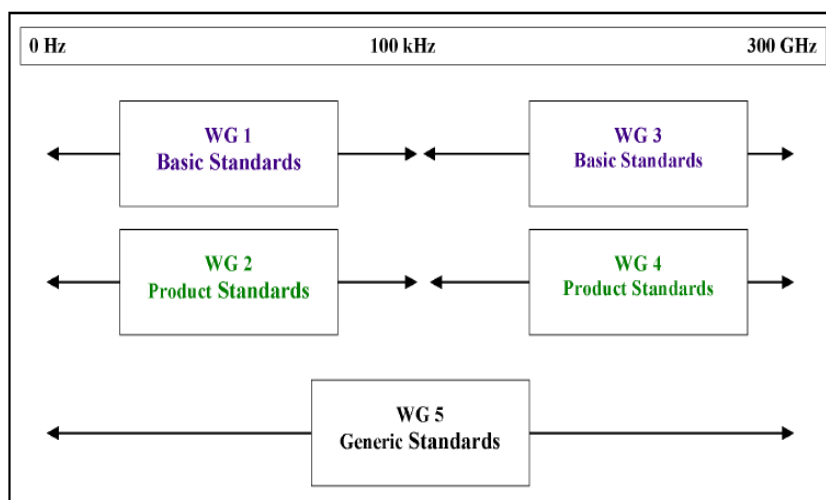 0 Hz 100 kHz 300 GHz
WG 1
Basic Standards
WG 3
Basic Standards
WG 2
Product Standards
WG 4
Product Standards
WG 5
Generic Standards